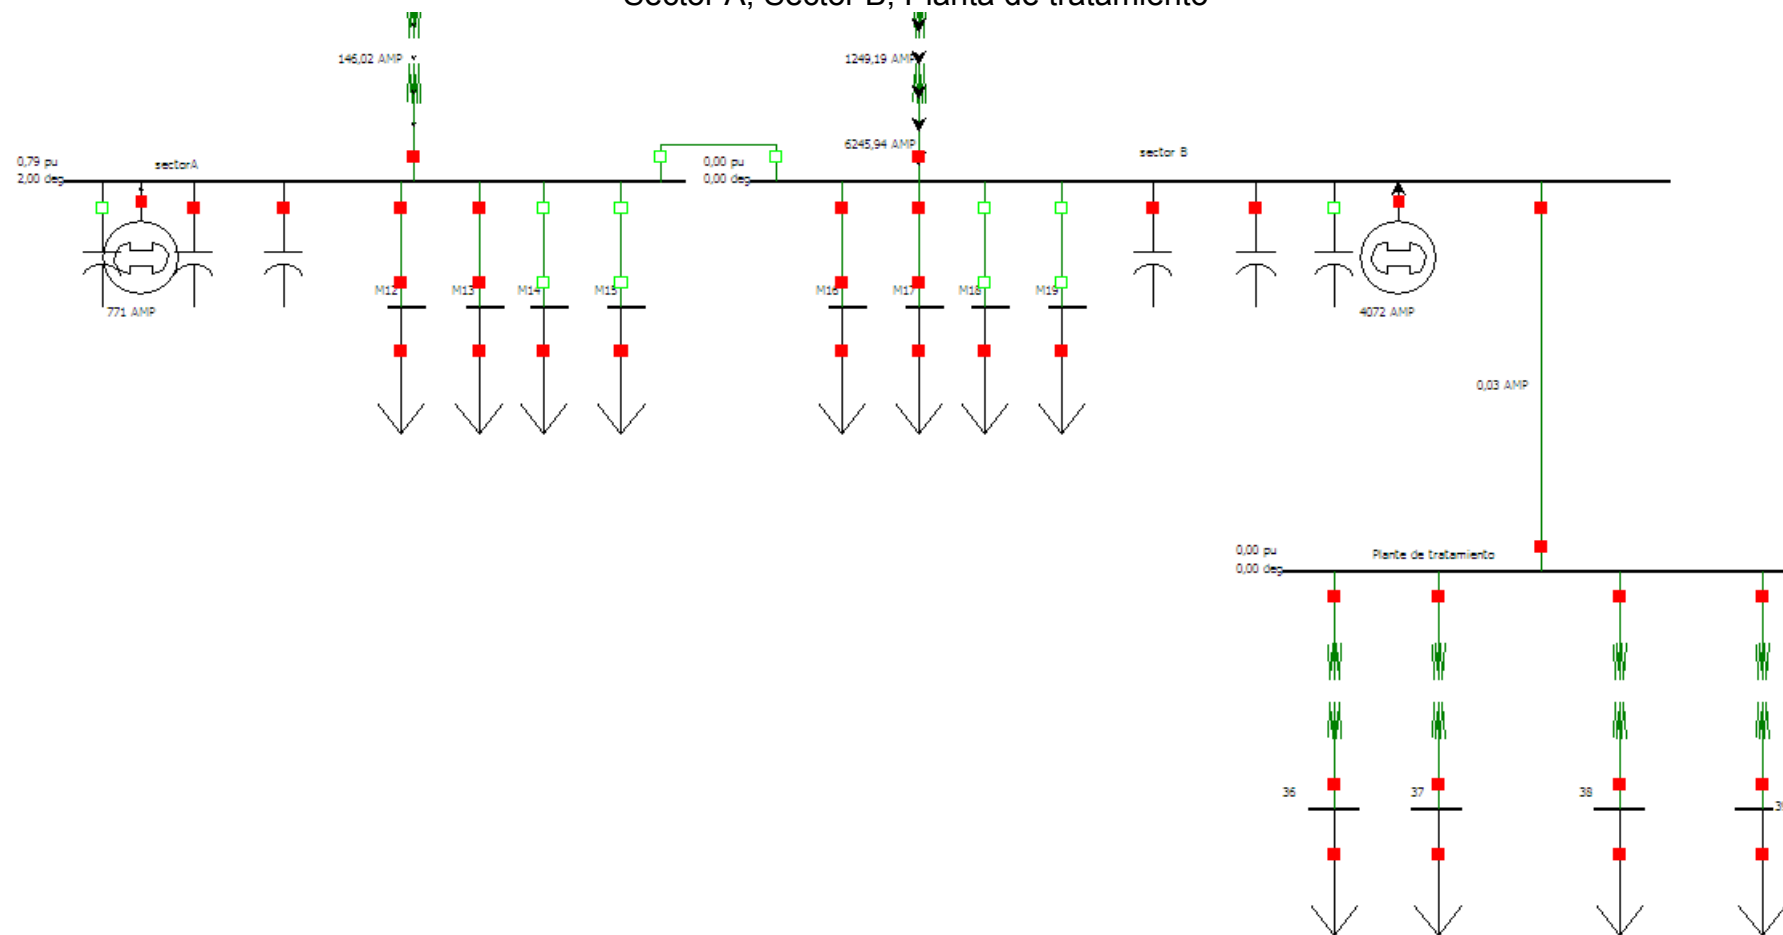 Sector A, Sector B, Planta de tratamiento
146,02 AMP
1249,19 AMP
6245,94 AMP
0,79 pu
2,00 deg
sectorA
0,00 pu
0,00 deg
sector B
M12
M13
M14
M15
M16
M17
M18
M19
771 AMP
4072 AMP
0,03 AMP
0,00 pu
0,00 deg
Plante de tratamiento
36
37
38